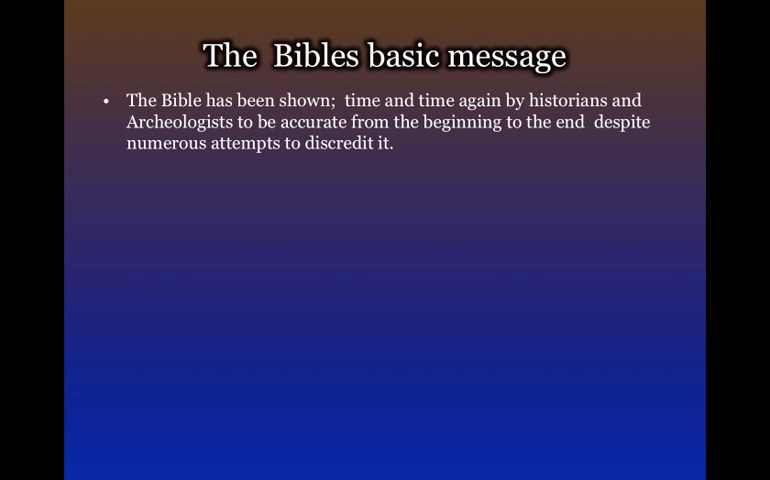 The  Bibles basic message
• The Bible has been shown;  time and time again by historians and
Archeologists to be accurate from the beginning to the end  despite
numerous attempts to discredit it.